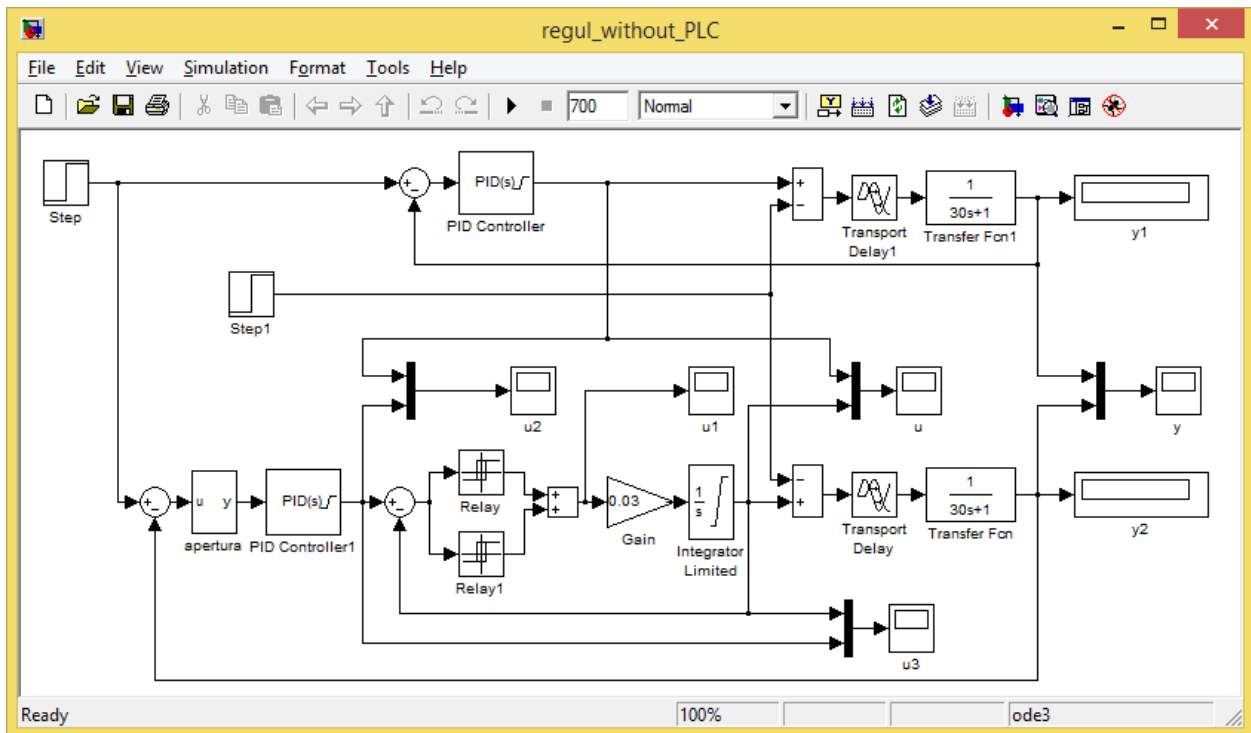 regul_without_PLC
File Edit View Simulation Format Tools Help
700 Normal
Step
+
-
PID(s)
PID Controller
+
-
Transport
Delay1
1
30s+1
Transfer Fcn1
y1
Step1
u2
u1
u
y
+
-
u y
apertura
PID(s)
PID Controller1
+
-
Relay
Relay1
+
+
0.03
Gain
1
s
Integrator
Limited
-
+
Transport
Delay
1
30s+1
Transfer Fcn
y2
u3
Ready 100% ode3